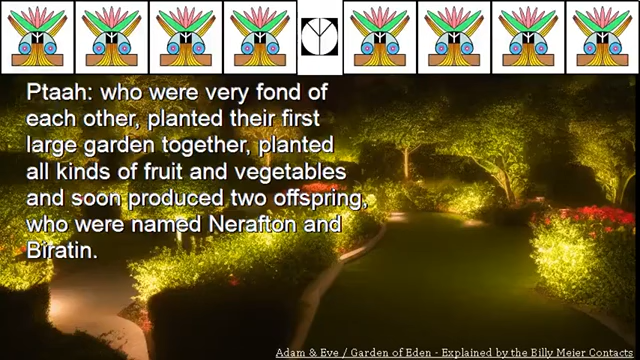 Ptaah: who were very fond of
each other, planted their first
large garden together, planted
all kinds of fruit and vegetables
and soon produced two offspring,
who were named Nerafton and
Biratin.
Adam & Eve / Garden of Eden - Explained by the Billy Meier Contacts